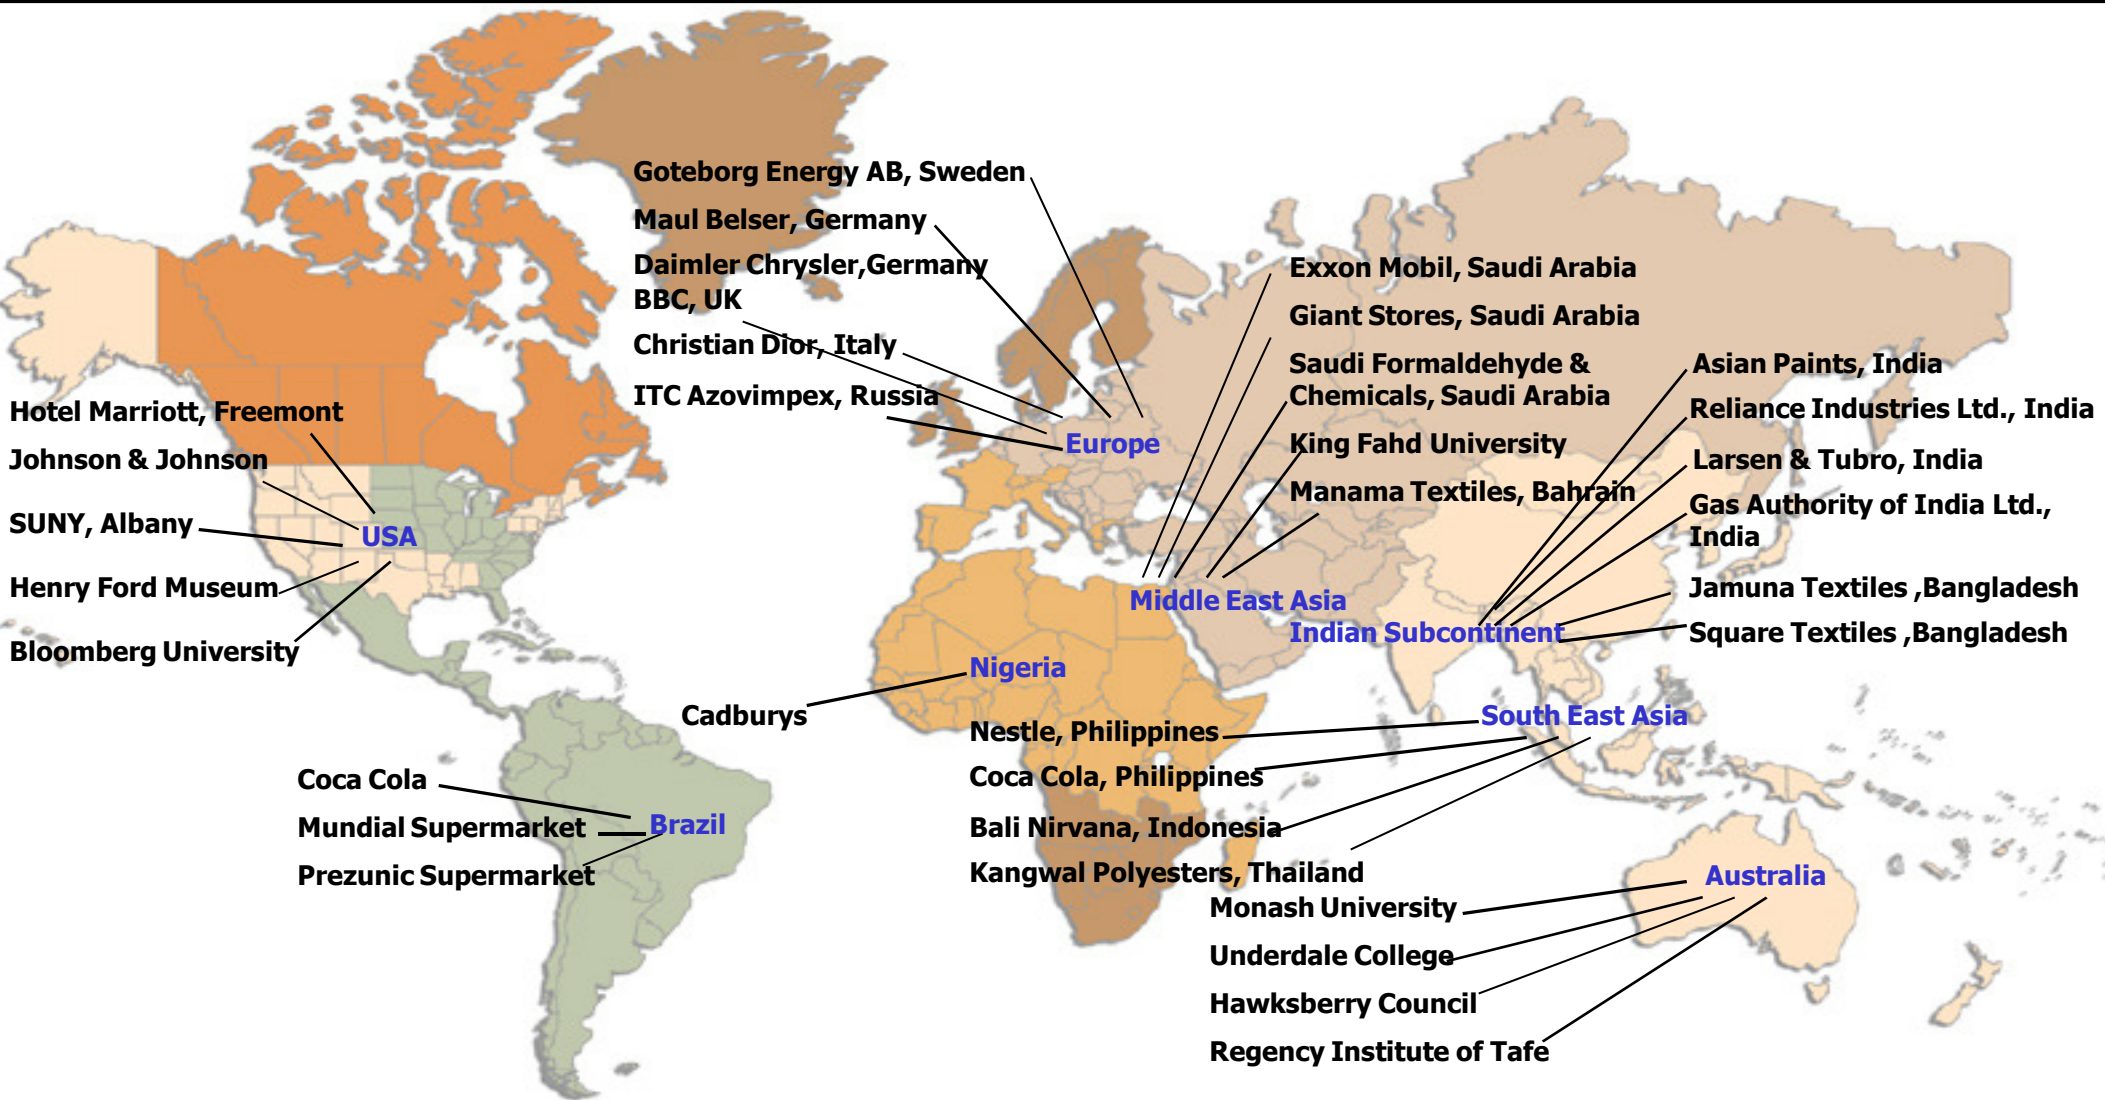 Goteborg Energy AB, Sweden
Maul Belser, Germany
Daimler Chrysler,Germany
BBC, UK
Christian Dior, Italy
ITC Azovimpex, Russia
Europe
Exxon Mobil, Saudi Arabia
Giant Stores, Saudi Arabia
Saudi Formaldehyde &
Chemicals, Saudi Arabia
King Fahd University
Manama Textiles, Bahrain
Middle East Asia
Asian Paints, India
Reliance Industries Ltd., India
Larsen & Tubro, India
Gas Authority of India Ltd.,
India
Jamuna Textiles ,Bangladesh
Square Textiles ,Bangladesh
Indian Subcontinent
Hotel Marriott, Freemont
Johnson & Johnson
SUNY, Albany
Henry Ford Museum
Bloomberg University
USA
Nigeria
Cadburys
Nestle, Philippines
Coca Cola, Philippines
Bali Nirvana, Indonesia
Kangwal Polyesters, Thailand
South East Asia
Coca Cola
Mundial Supermarket
Prezunic Supermarket
Brazil
Australia
Monash University
Underdale College
Hawksberry Council
Regency Institute of Tafe